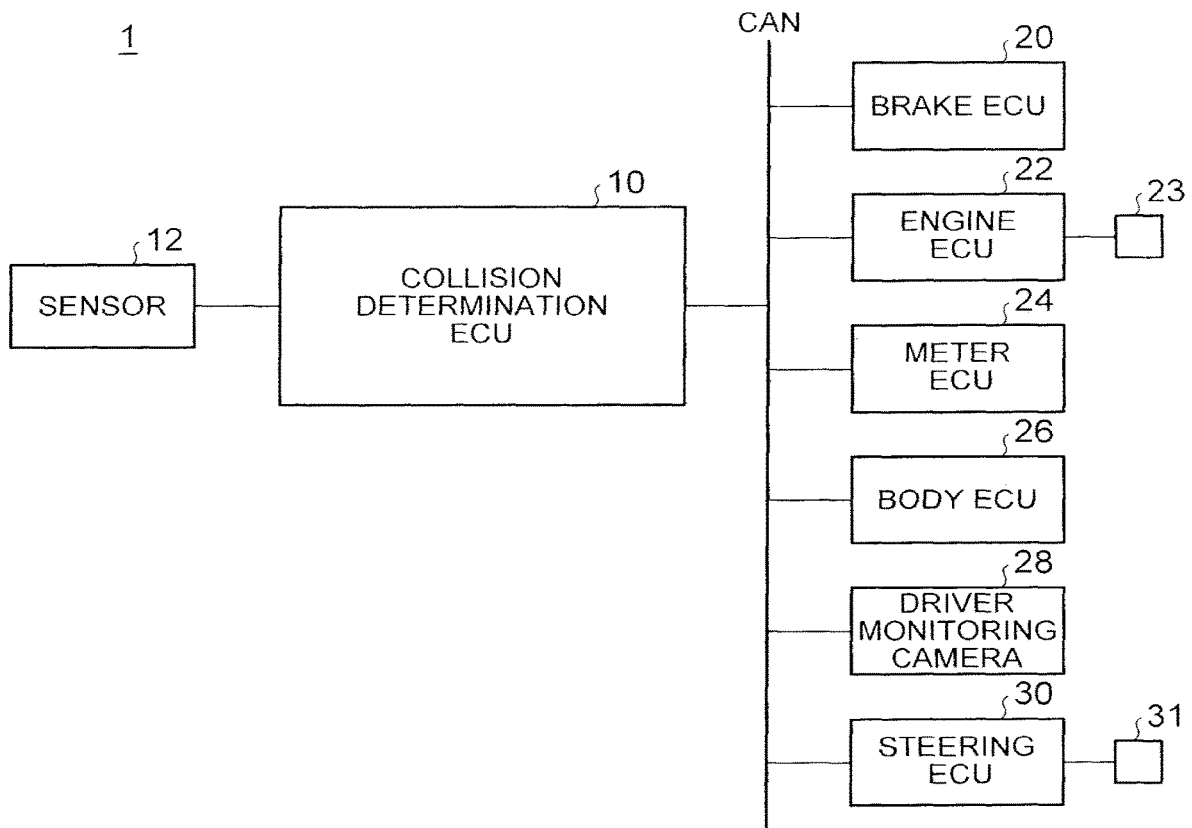 1
CAN
20
BRAKE ECU
22
ENGINE
ECU
23
10
COLLISION
DETERMINATION
ECU
12
SENSOR
24
METER
ECU
26
BODY ECU
28
DRIVER
MONITORING
CAMERA
30
STEERING
ECU
31